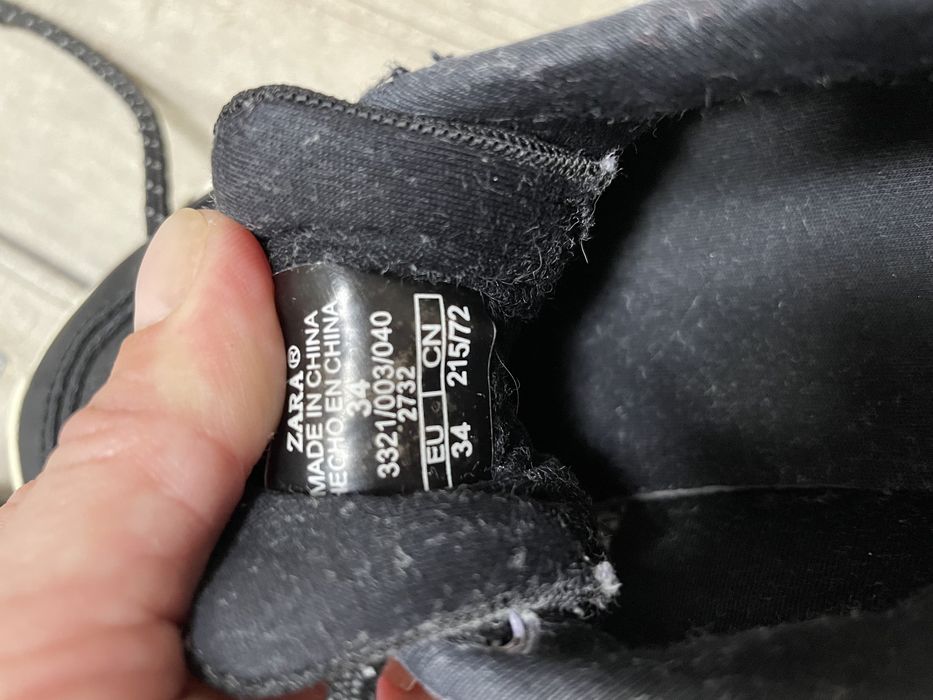 ZARA®
MADE IN CHINA
HECHO EN CHINA
34
3321/003/040
2732
EU CN
34 215/72